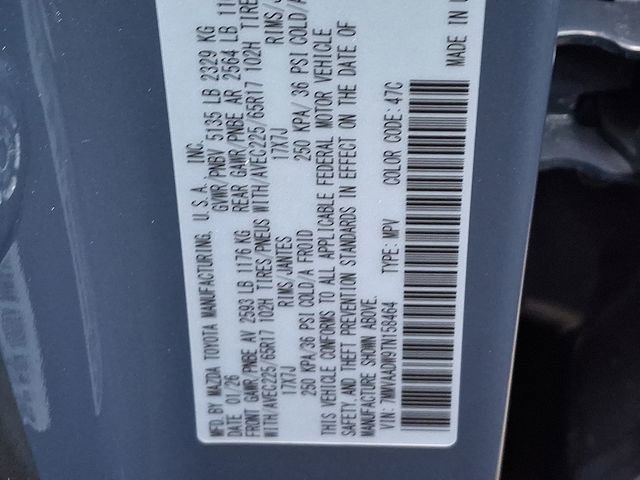 MFD. BY MAZDA TOYOTA MANUFACTURING, U.S.A., INC.
DATE 01/26 GVWR/PNBV 5135 LB 2329 KG
FRONT GAWR/PNBE AV 2593 LB 1176 KG REAR GAWR/PNBE AR 2564 LB
WITH/AVEC225/65R17 102H TIRES/PNEUS WITH/AVEC225/65R17 102H TIRE
17X7J RIMS/JANTES 17X7J RIMS/J
250 KPA/36 PSI COLD/A FROID 250 KPA/ 36 PSI COLD/A
THIS VEHICLE CONFORMS TO ALL APPLICABLE FEDERAL MOTOR VEHICLE
SAFETY AND THEFT PREVENTION STANDARDS IN EFFECT ON THE DATE OF
MANUFACTURE SHOWN ABOVE.
VIN: 7MMVAADW9TN158464 TYPE: MPV COLOR CODE: 47C
MADE IN